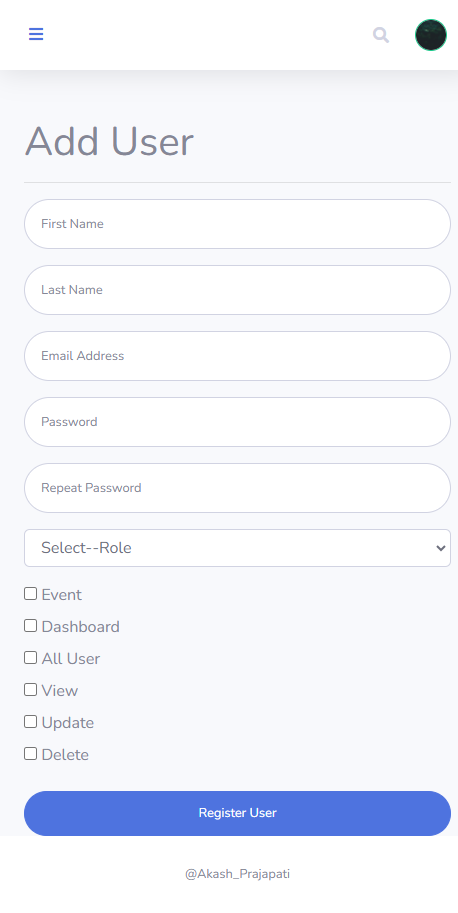 Add User
First Name
Last Name
Email Address
Password
Repeat Password
Select--Role
Event
Dashboard
All User
View
Update
Delete
Register User
@Akash_Prajapati